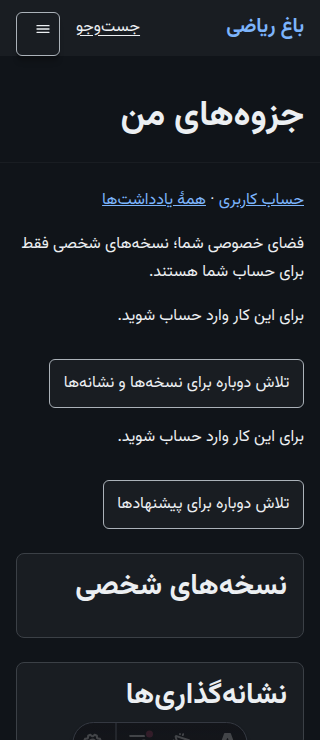 باغ ریاضی
جست‌وجو
جزوه‌های من
حساب کاربری · همهٔ یادداشت‌ها
فضای خصوصی شما؛ نسخه‌های شخصی فقط
برای حساب شما هستند.
برای این کار وارد حساب شوید.
تلاش دوباره برای نسخه‌ها و نشانه‌ها
برای این کار وارد حساب شوید.
تلاش دوباره برای پیشنهادها
نسخه‌های شخصی
نشانه‌گذاری‌ها